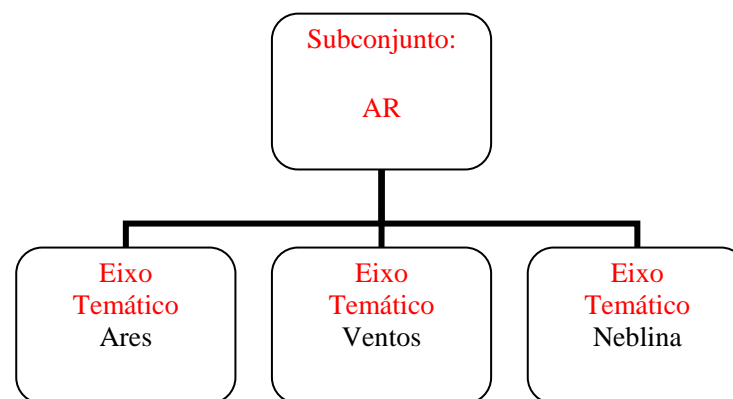 Subconjunto:
AR
Eixo
Temático
Ares
Eixo
Temático
Ventos
Eixo
Temático
Neblina